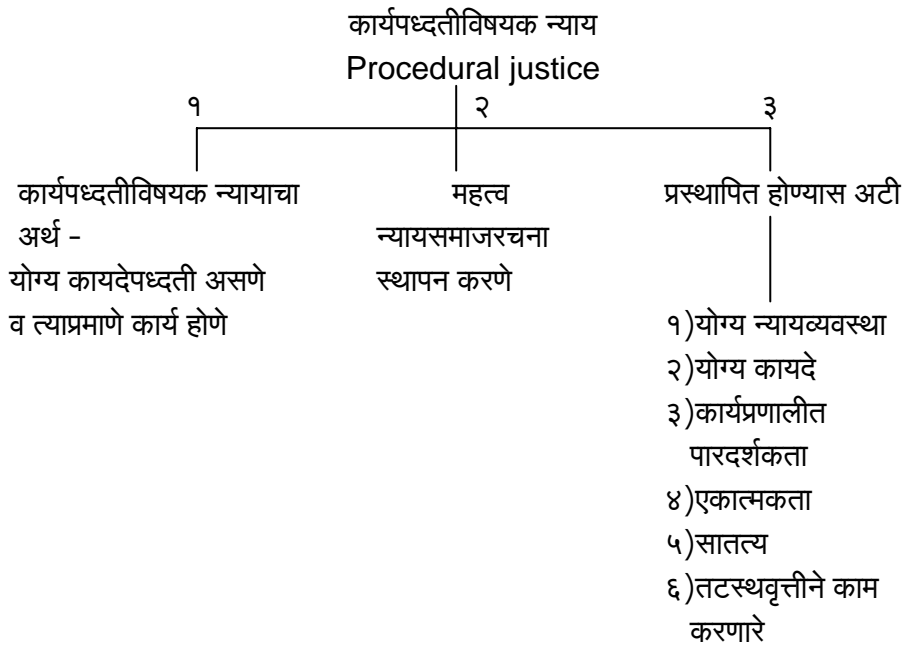 कार्यपध्दतीविषयक न्याय
Procedural justice
१
२
३
कार्यपध्दतीविषयक न्यायाचा
अर्थ -
योग्य कायदेपध्दती असणे
व त्याप्रमाणे कार्य होणे
महत्व
न्यायसमाजरचना
स्थापन करणे
प्रस्थापित होण्यास अटी
१)योग्य न्यायव्यवस्था
२)योग्य कायदे
३)कार्यप्रणालीत
पारदर्शकता
४)एकात्मकता
५)सातत्य
६)तटस्थवृत्तीने काम
करणारे